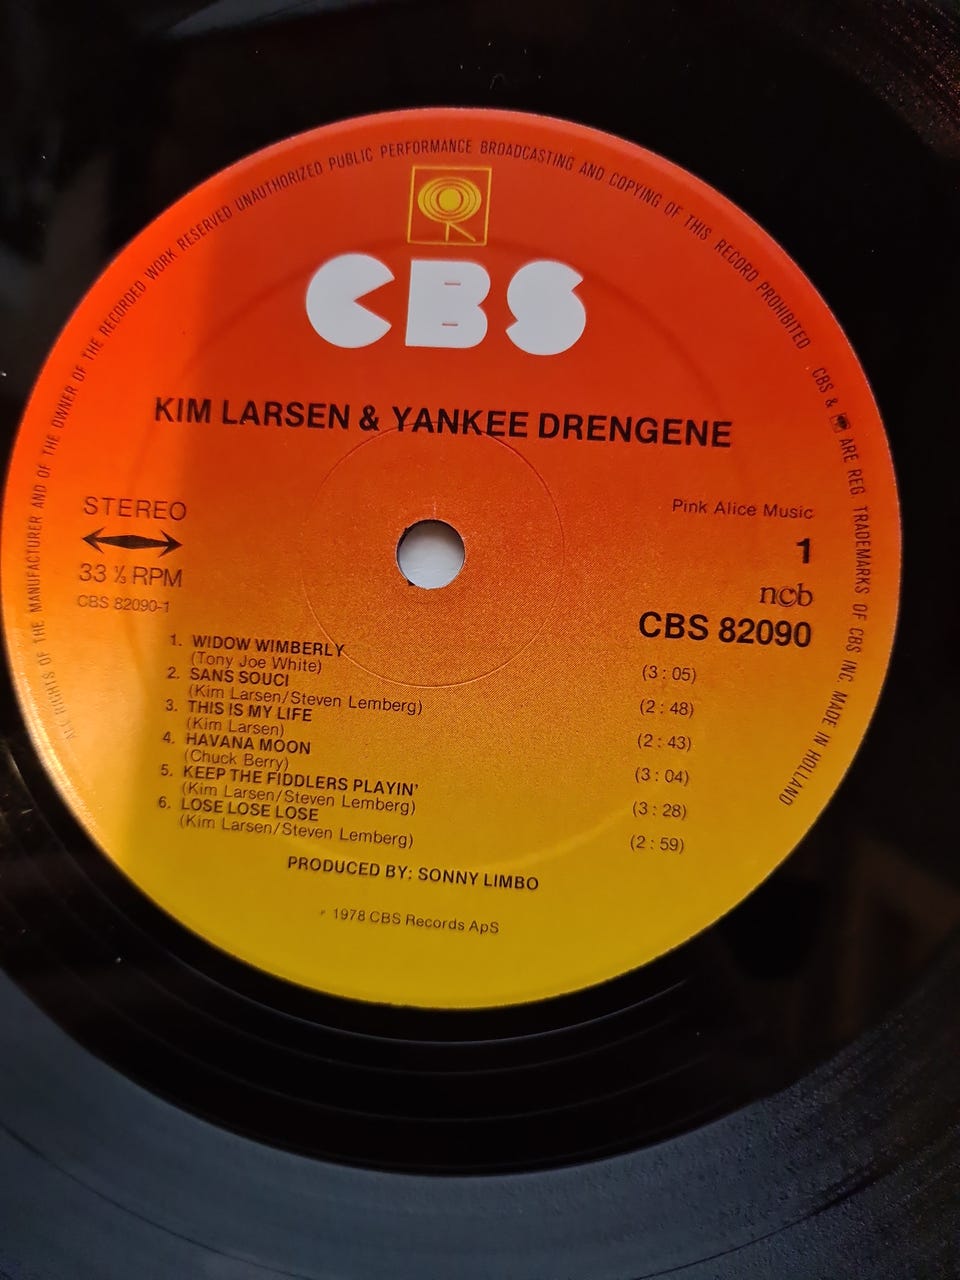 ALL RIGHTS OF THE MANUFACTURER AND OF THE OWNER OF THE RECORDED WORK RESERVED UNAUTHORIZED PUBLIC PERFORMANCE BROADCASTING AND COPYING OF THIS RECORD PROHIBITED CBS & ARE REG TRADEMARKS OF CBS INC. MADE IN HOLLAND
CBS
KIM LARSEN & YANKEE DRENGENE
STEREO
33 ⅓ RPM
CBS 82090-1
Pink Alice Music
1
ncb
CBS 82090
1. WIDOW WIMBERLY (3:05)
(Tony Joe White)
2. SANS SOUCI (2:48)
(Kim Larsen/Steven Lemberg)
3. THIS IS MY LIFE (2:43)
(Kim Larsen)
4. HAVANA MOON (3:04)
(Chuck Berry)
5. KEEP THE FIDDLERS PLAYIN' (3:28)
(Kim Larsen/Steven Lemberg)
6. LOSE LOSE LOSE (2:59)
(Kim Larsen/Steven Lemberg)
PRODUCED BY: SONNY LIMBO
℗ 1978 CBS Records ApS